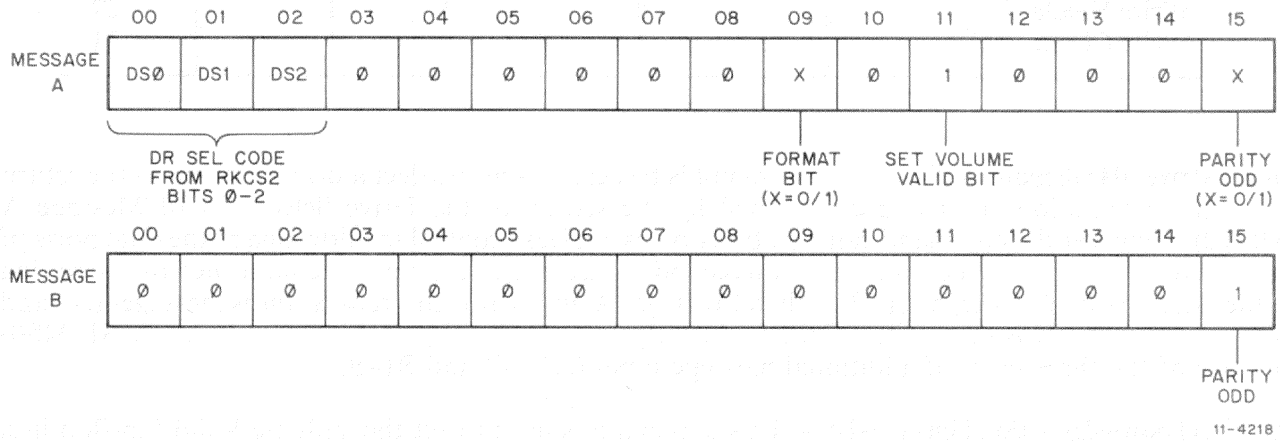 00 01 02 03 04 05 06 07 08 09 10 11 12 13 14 15
MESSAGE A DSØ DS1 DS2 Ø Ø Ø Ø Ø Ø X Ø 1 Ø Ø Ø X
DR SEL CODE FORMAT SET VOLUME PARITY
FROM RKCS2 BIT VALID BIT ODD
BITS Ø-2 (X=0/1) (X=0/1)
00 01 02 03 04 05 06 07 08 09 10 11 12 13 14 15
MESSAGE B Ø Ø Ø Ø Ø Ø Ø Ø Ø Ø Ø Ø Ø Ø Ø 1
PARITY
ODD
11-4218